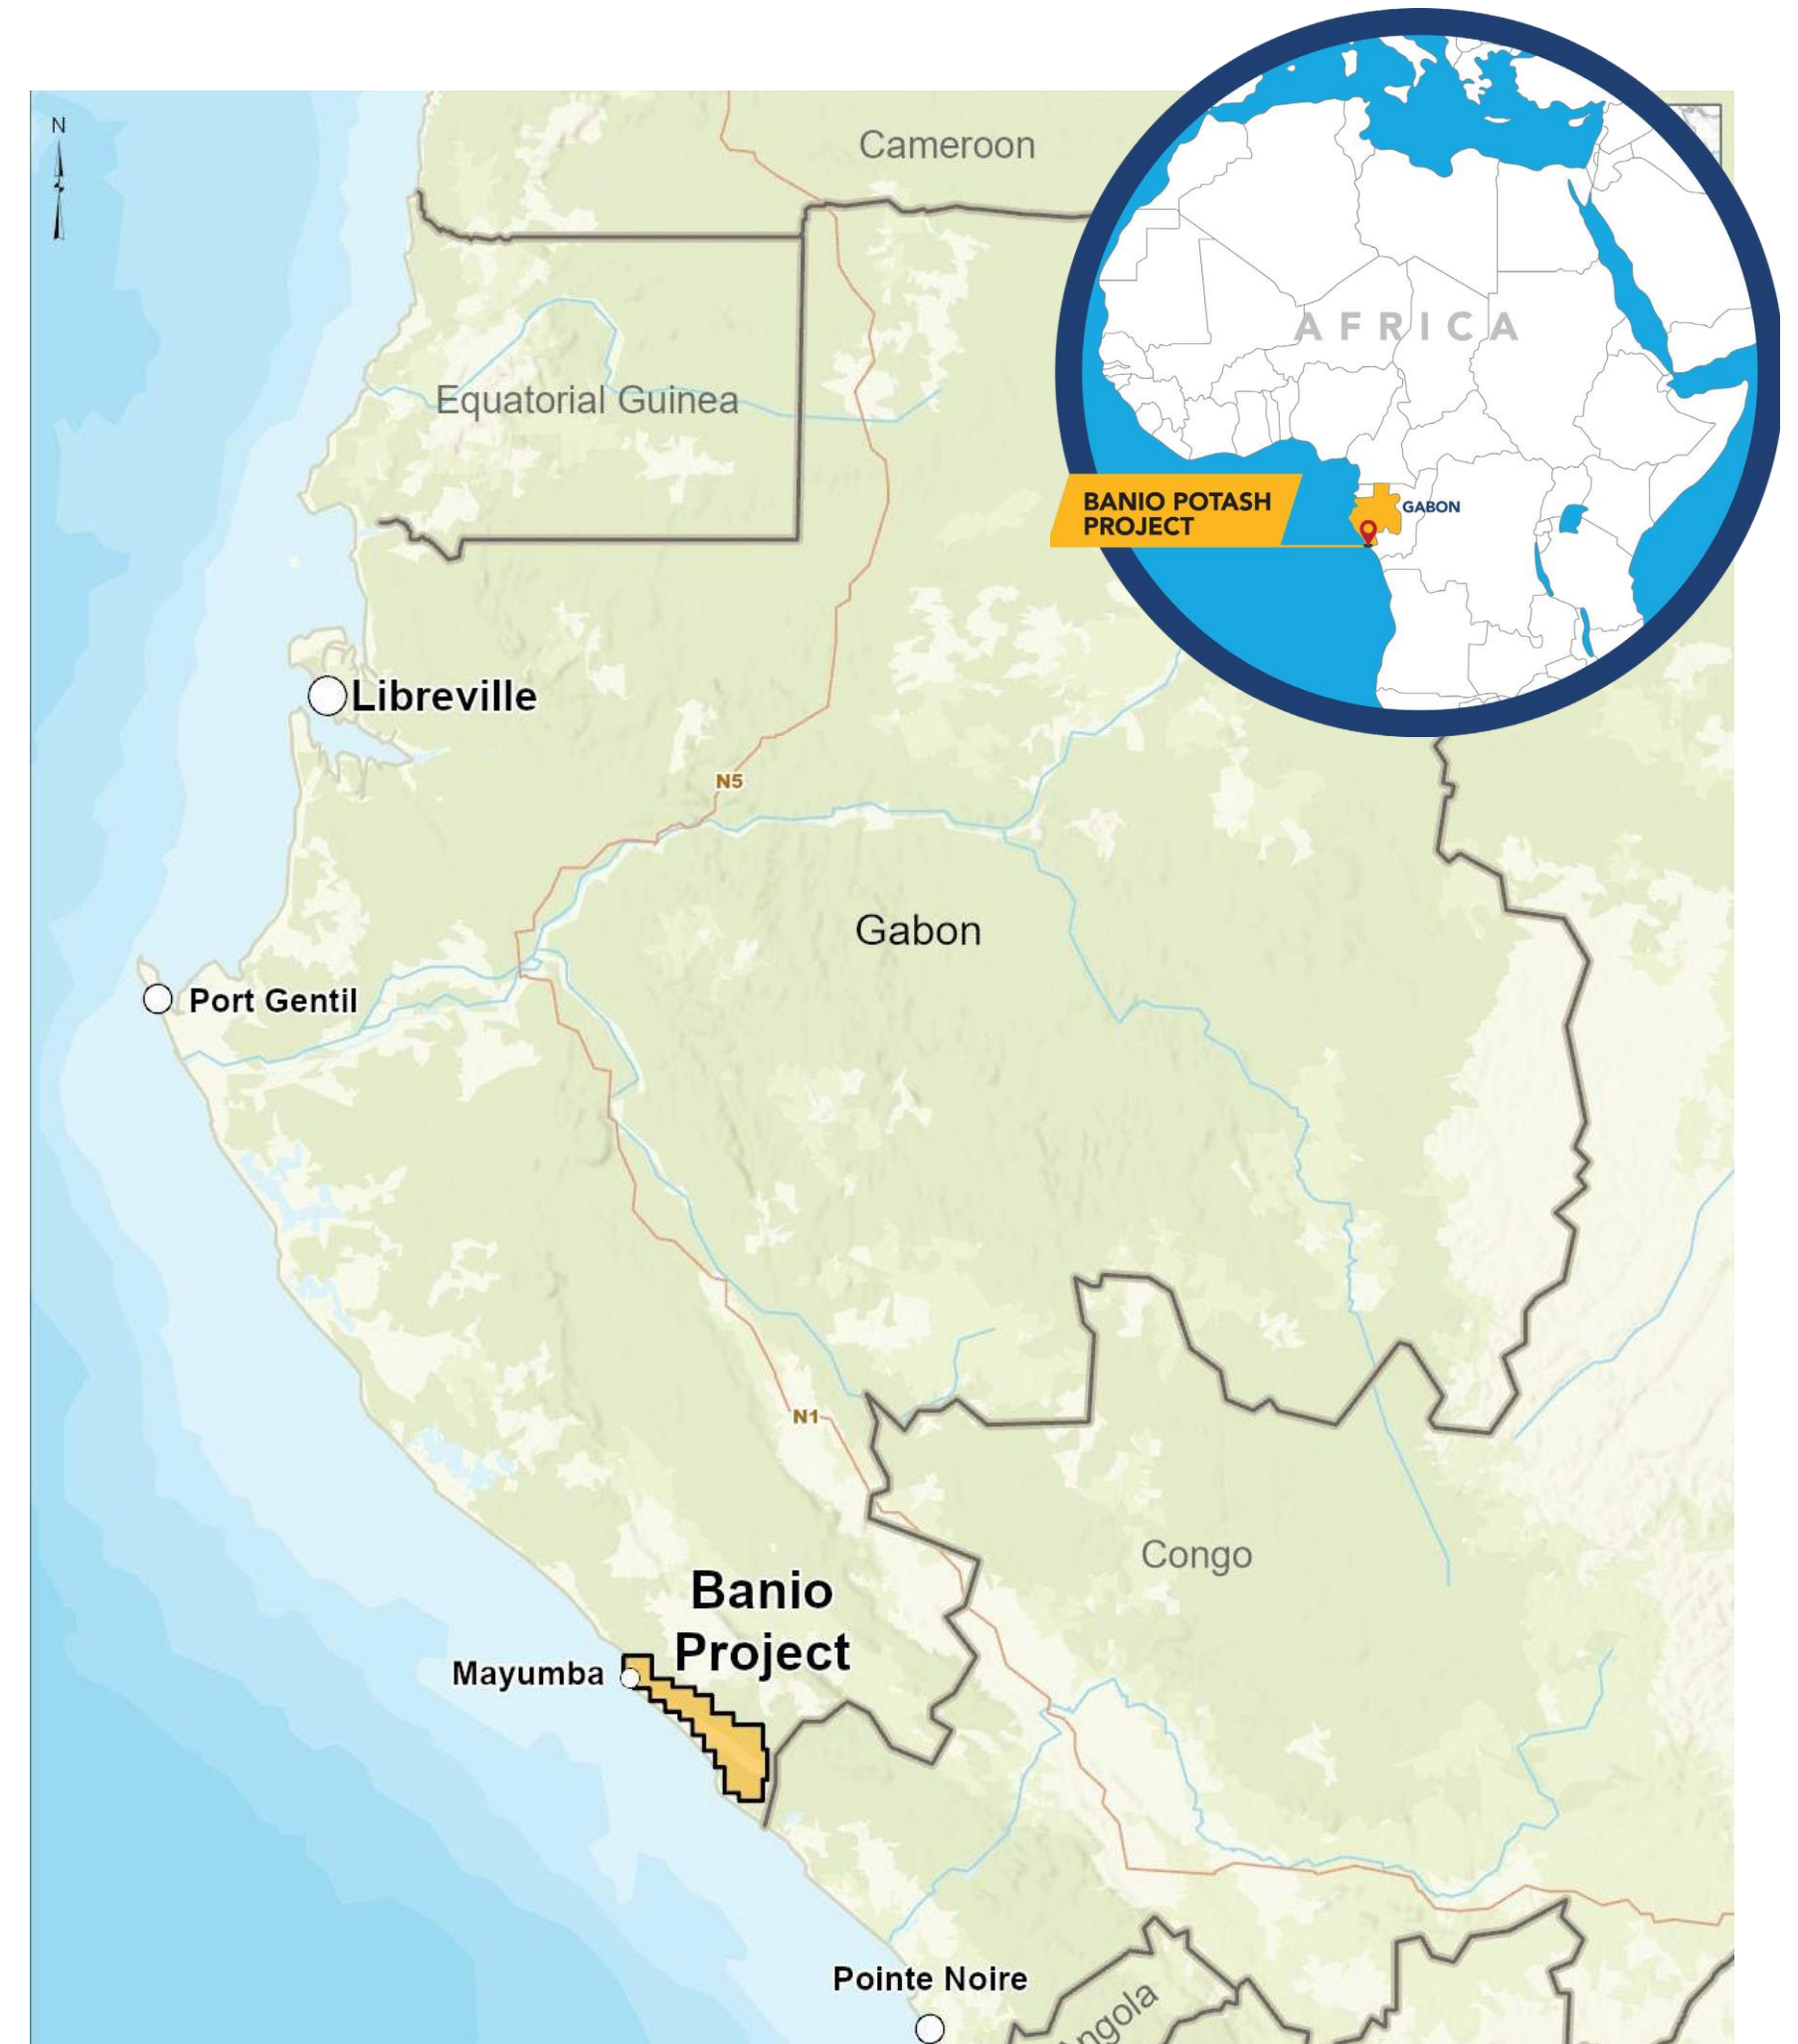 N
Cameroon
AFRICA
Equatorial Guinea
BANIO POTASH
PROJECT
GABON
Libreville
N5
Gabon
Port Gentil
N1
Congo
Banio
Project
Mayumba
Pointe Noire
ngola